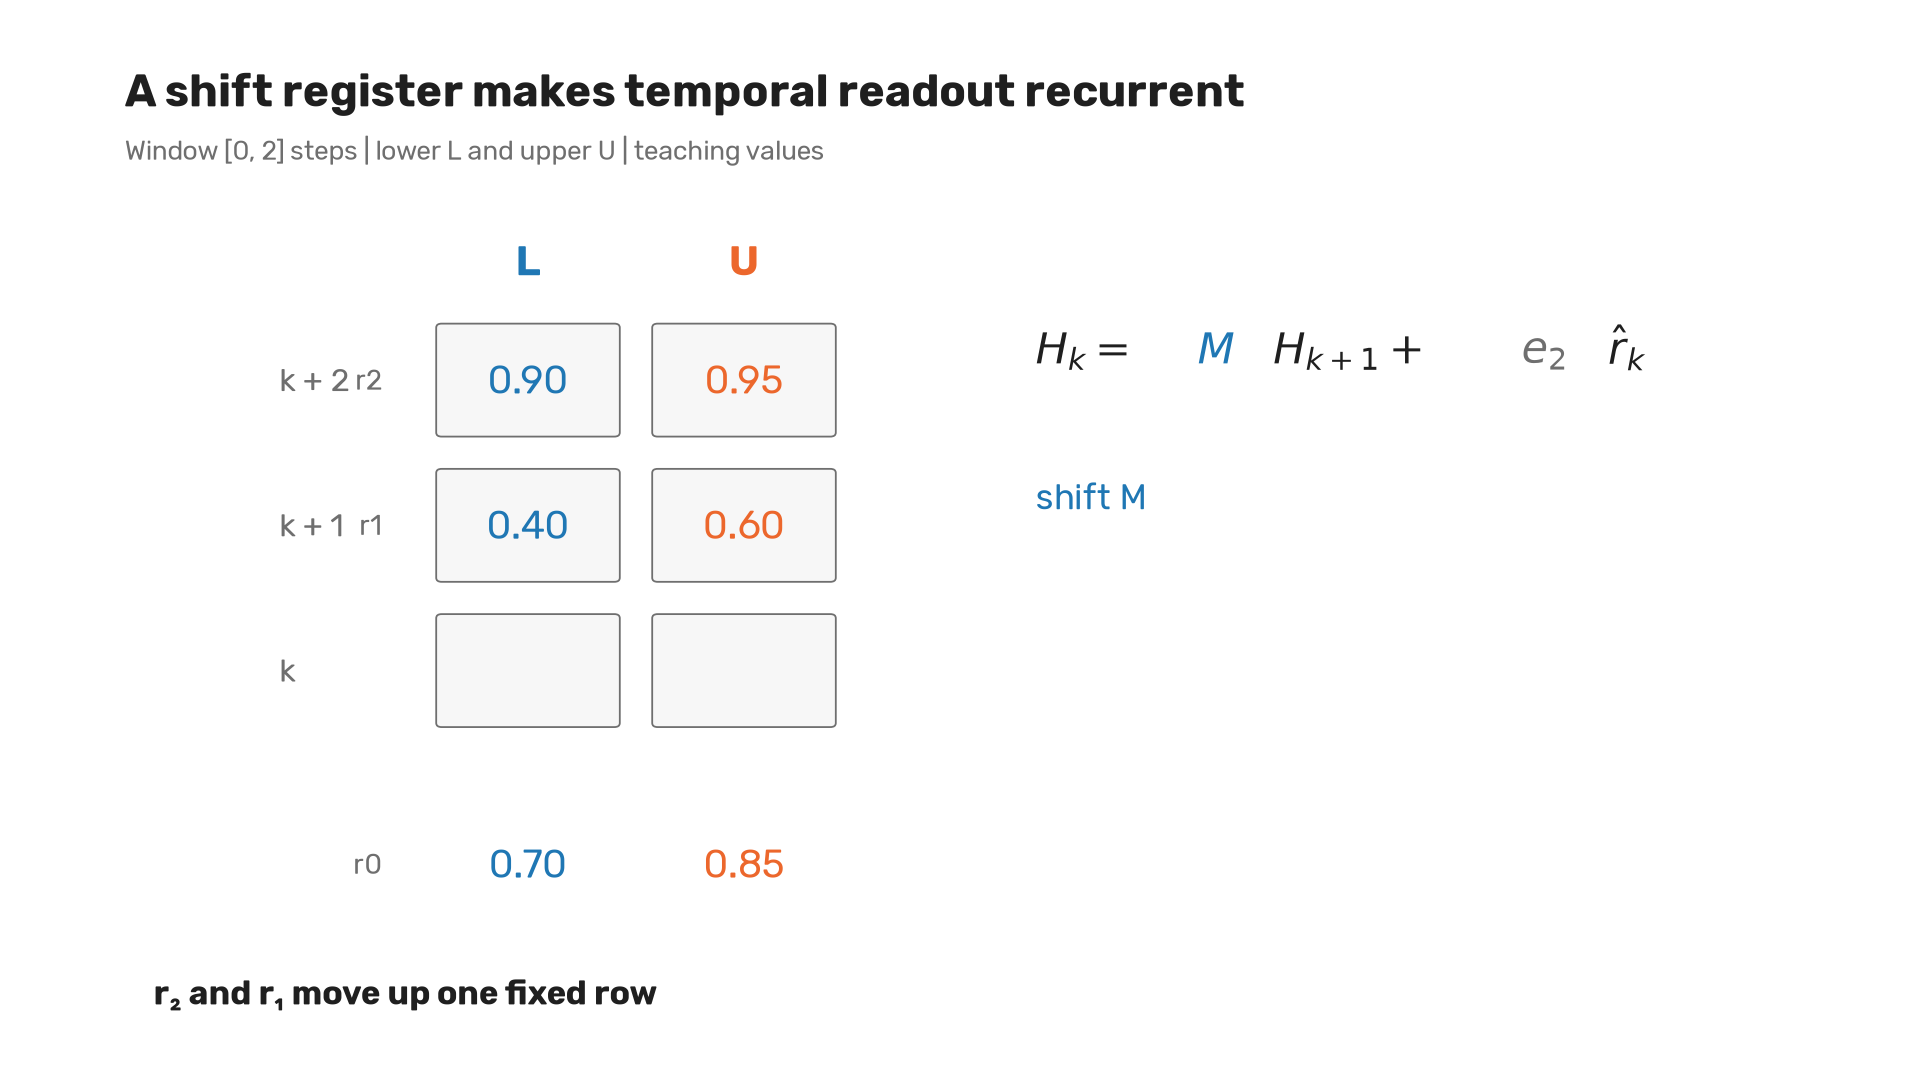 A shift register makes temporal readout recurrent
Window [0, 2] steps | lower L and upper U | teaching values
L U
k + 2 r2 0.90 0.95
k + 1 r1 0.40 0.60
k
r0 0.70 0.85
H_k = M H_{k+1} + e_2 r̂_k
shift M
r₂ and r₁ move up one fixed row